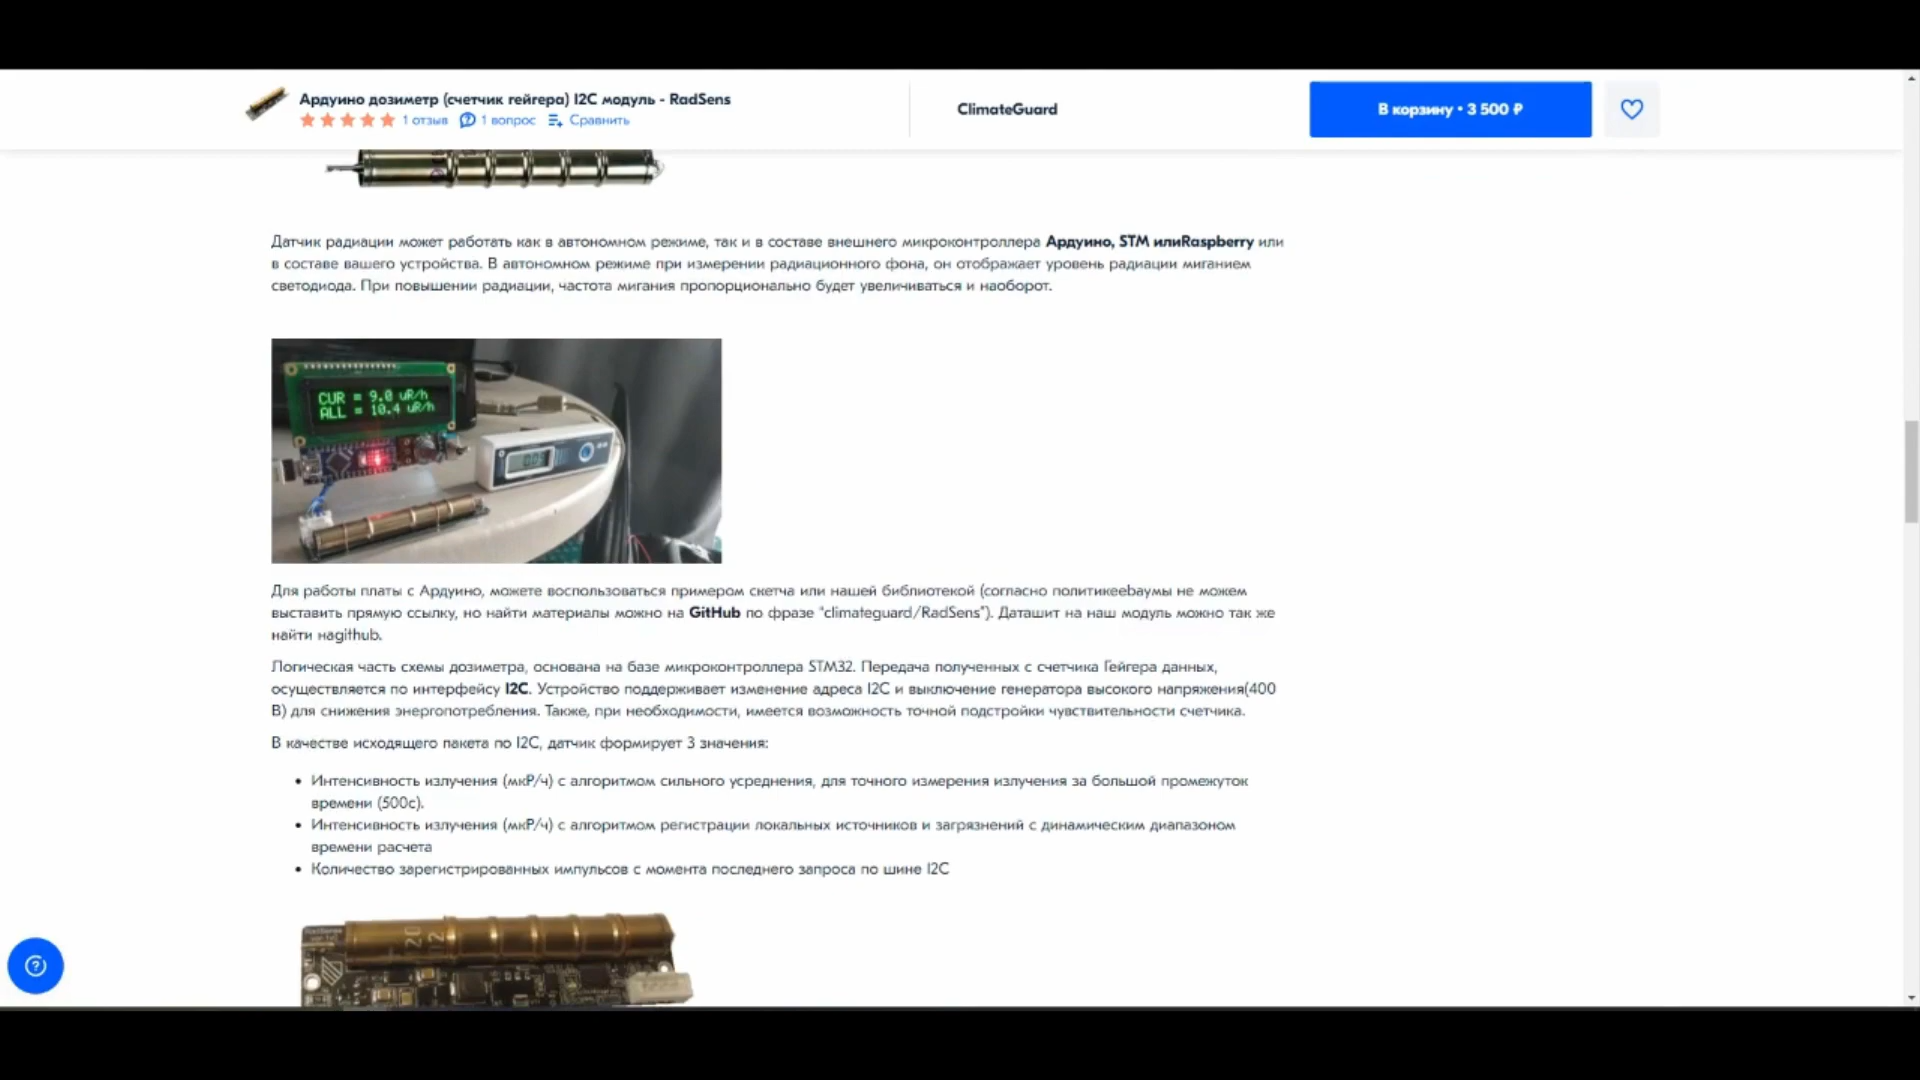 Ардуино дозиметр (счетчик гейгера) I2C модуль - RadSens
1 отзыв 1 вопрос Сравнить
ClimateGuard
В корзину • 3 500 ₽
Датчик радиации может работать как в автономном режиме, так и в составе внешнего микроконтроллера Ардуино, STM илиRaspberry или
в составе вашего устройства. В автономном режиме при измерении радиационного фона, он отображает уровень радиации миганием
светодиода. При повышении радиации, частота мигания пропорционально будет увеличиваться и наоборот.
CUR = 9.0 uR/h
ALL = 10.4 uR/h
Для работы платы с Ардуино, можете воспользоваться примером скетча или нашей библиотекой (согласно политикеebayмы не можем
выставить прямую ссылку, но найти материалы можно на GitHub по фразе "climateguard/RadSens"). Даташит на наш модуль можно так же
найти наgithub.
Логическая часть схемы дозиметра, основана на базе микроконтроллера STM32. Передача полученных с счетчика Гейгера данных,
осуществляется по интерфейсу I2C. Устройство поддерживает изменение адреса I2C и выключение генератора высокого напряжения(400
В) для снижения энергопотребления. Также, при необходимости, имеется возможность точной подстройки чувствительности счетчика.
В качестве исходящего пакета по I2C, датчик формирует 3 значения:
• Интенсивность излучения (мкР/ч) с алгоритмом сильного усреднения, для точного измерения излучения за большой промежуток
времени (500с).
• Интенсивность излучения (мкР/ч) с алгоритмом регистрации локальных источников и загрязнений с динамическим диапазоном
времени расчета
• Количество зарегистрированных импульсов с момента последнего запроса по шине I2C